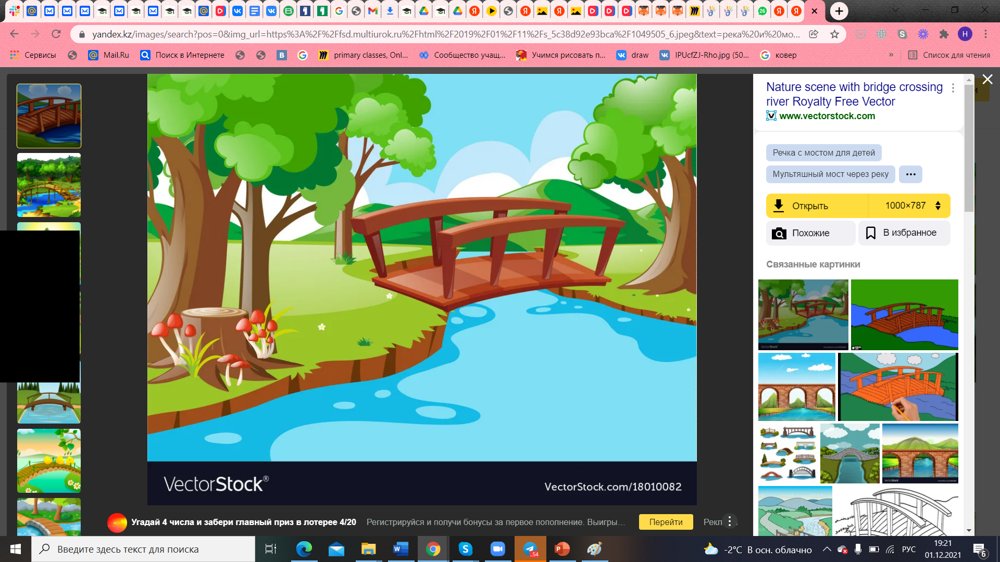 26
yandex.kz/images/search?pos=0&img_url=https%3A%2F%2Ffsd.multiurok.ru%2Fhtml%2F2019%2F01%2F11%2Fs_5c38d92e93bca%2F1049505_6.jpeg&text=река%20и%20мо...
Н
Сервисы
Mail.Ru
Поиск в Интернете
primary classes, Onl...
Сообщество учащ...
Учимся рисовать п...
draw
IPUcfZJ-Rho.jpg (50...
ковер
»
Список для чтения
Nature scene with bridge crossing
river Royalty Free Vector
www.vectorstock.com
Речка с мостом для детей
Мультяшный мост через реку
Открыть
1000×787
Похожие
В избранное
Связанные картинки
VectorStock®
VectorStock.com/18010082
Угадай 4 числа и забери главный приз в лотерее 4/20
Регистрируйся и получи бонусы за первое пополнение. Выигры...
Перейти
Рекл
Введите здесь текст для поиска
..54
-2°C В осн. облачно
РУС
19:21
01.12.2021
6